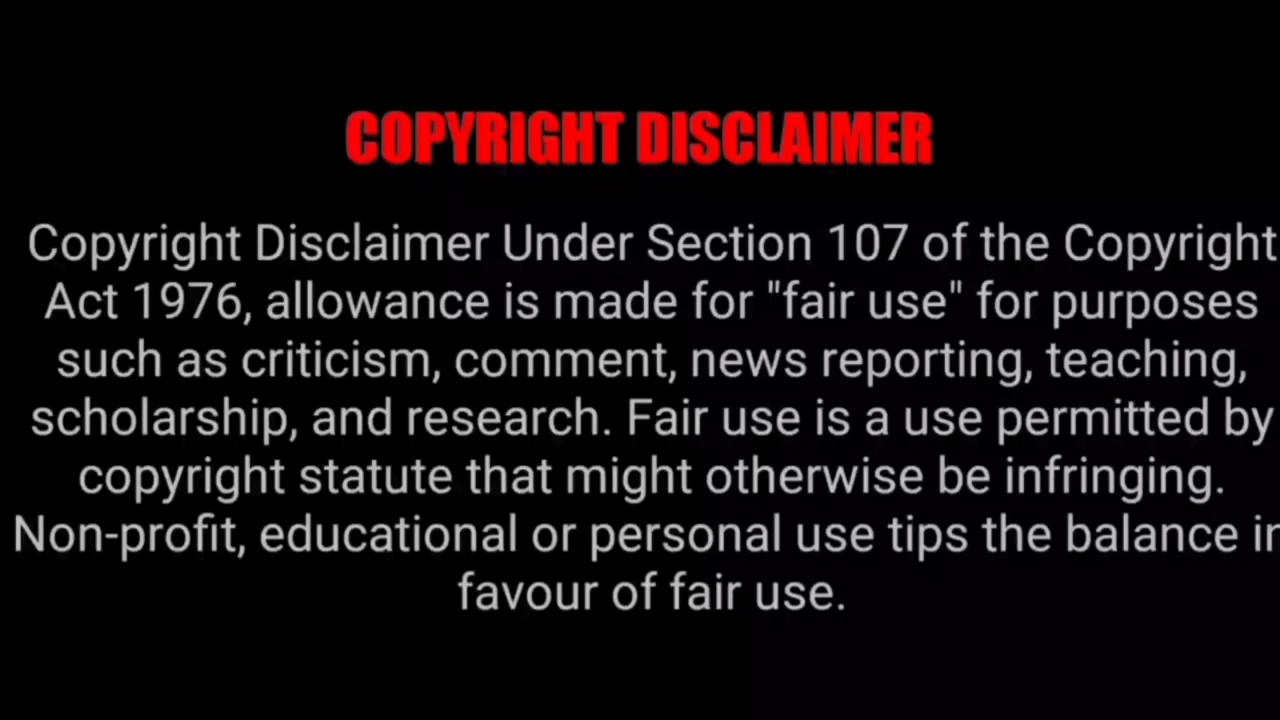 COPYRIGHT DISCLAIMER
Copyright Disclaimer Under Section 107 of the Copyright
Act 1976, allowance is made for "fair use" for purposes
such as criticism, comment, news reporting, teaching,
scholarship, and research. Fair use is a use permitted by
copyright statute that might otherwise be infringing.
Non-profit, educational or personal use tips the balance in
favour of fair use.